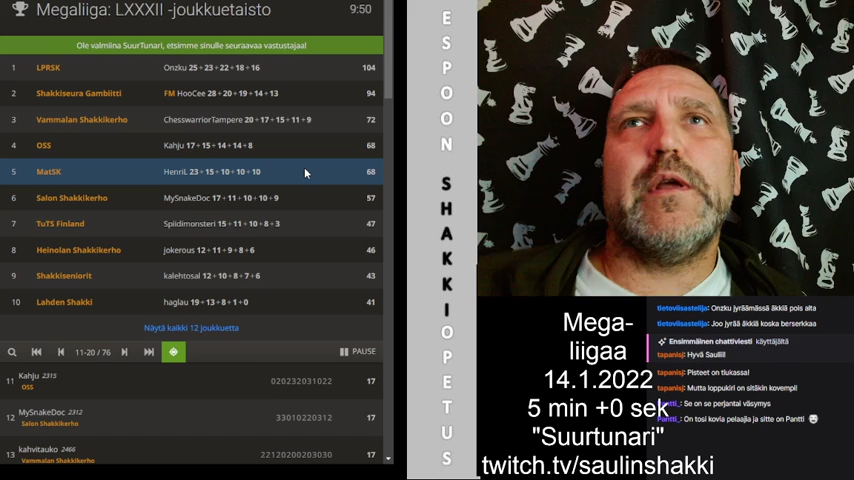 Megaliiga: LXXXII -joukkuetaisto 9:50
Ole valmiina SuurTunari, etsimme sinulle seuraavaa vastustajaa!
1 LPRSK Onzku 25 + 23 + 22 + 18 + 16 104
2 Shakkiseura Gambiitti FM HooCee 28 + 20 + 19 + 14 + 13 94
3 Vammalan Shakkikerho ChesswarriorTampere 20 + 17 + 15 + 11 + 9 72
4 OSS Kahju 17 + 15 + 14 + 14 + 8 68
5 MatSK HenriL 23 + 15 + 10 + 10 + 10 68
6 Salon Shakkikerho MySnakeDoc 17 + 11 + 10 + 10 + 9 57
7 TuTS Finland Spiidimonsteri 15 + 11 + 10 + 8 + 3 47
8 Heinolan Shakkikerho jokerous 12 + 11 + 9 + 8 + 6 46
9 Shakkiseniorit kalehtosal 12 + 10 + 8 + 7 + 6 43
10 Lahden Shakki haglau 19 + 13 + 8 + 1 + 0 41
Näytä kaikki 12 joukkuetta
11-20 / 76 PAUSE
11 Kahju 2315 020232031022 17
OSS
12 MySnakeDoc 2312 33010220312 17
Salon Shakkikerho
13 kahvitauko 2466 22120200203030 17
Vammalan Shakkikerho
ESPOON SHAKKIOPETUS
Mega-
liigaa
14.1.2022
5 min +0 sek
"Suurtunari"
twitch.tv/saulinshakki
tietoviisastelija: Onzku jyräämässä äkkiä pois alta
tietoviisastelija: Joo jyrää äkkiä koska berserkkaa
Ensimmäinen chattiviesti käyttäjältä
tapanisj: Hyvä Sauli!
tapanisj: Pisteet on tiukassa!
tapanisj: Mutta loppukiri on sitäkin kovempi!
Pantti_: Se on se perjantai väsymys
Pantti_: On tosi kovia pelaajia ja sitte on Pantti